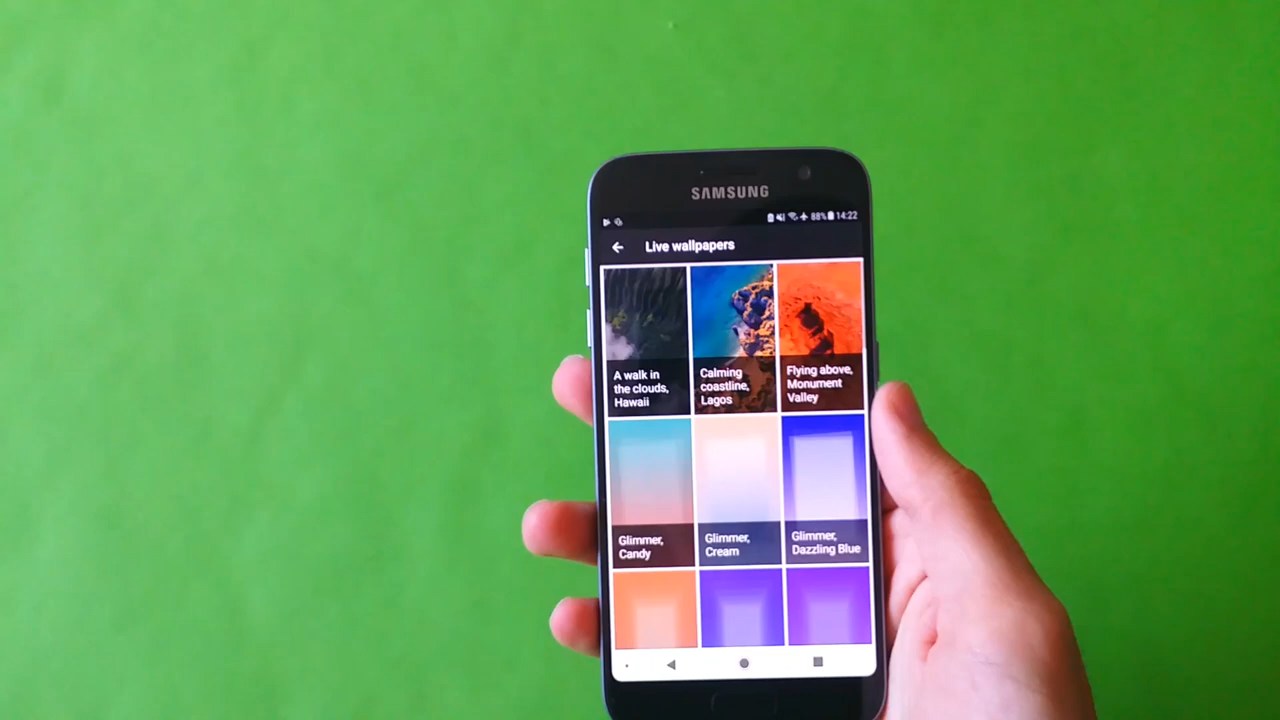 SAMSUNG
88% 14:22
Live wallpapers
A walk in
the clouds,
Hawaii
Calming
coastline,
Lagos
Flying above,
Monument
Valley
Glimmer,
Candy
Glimmer,
Cream
Glimmer,
Dazzling Blue